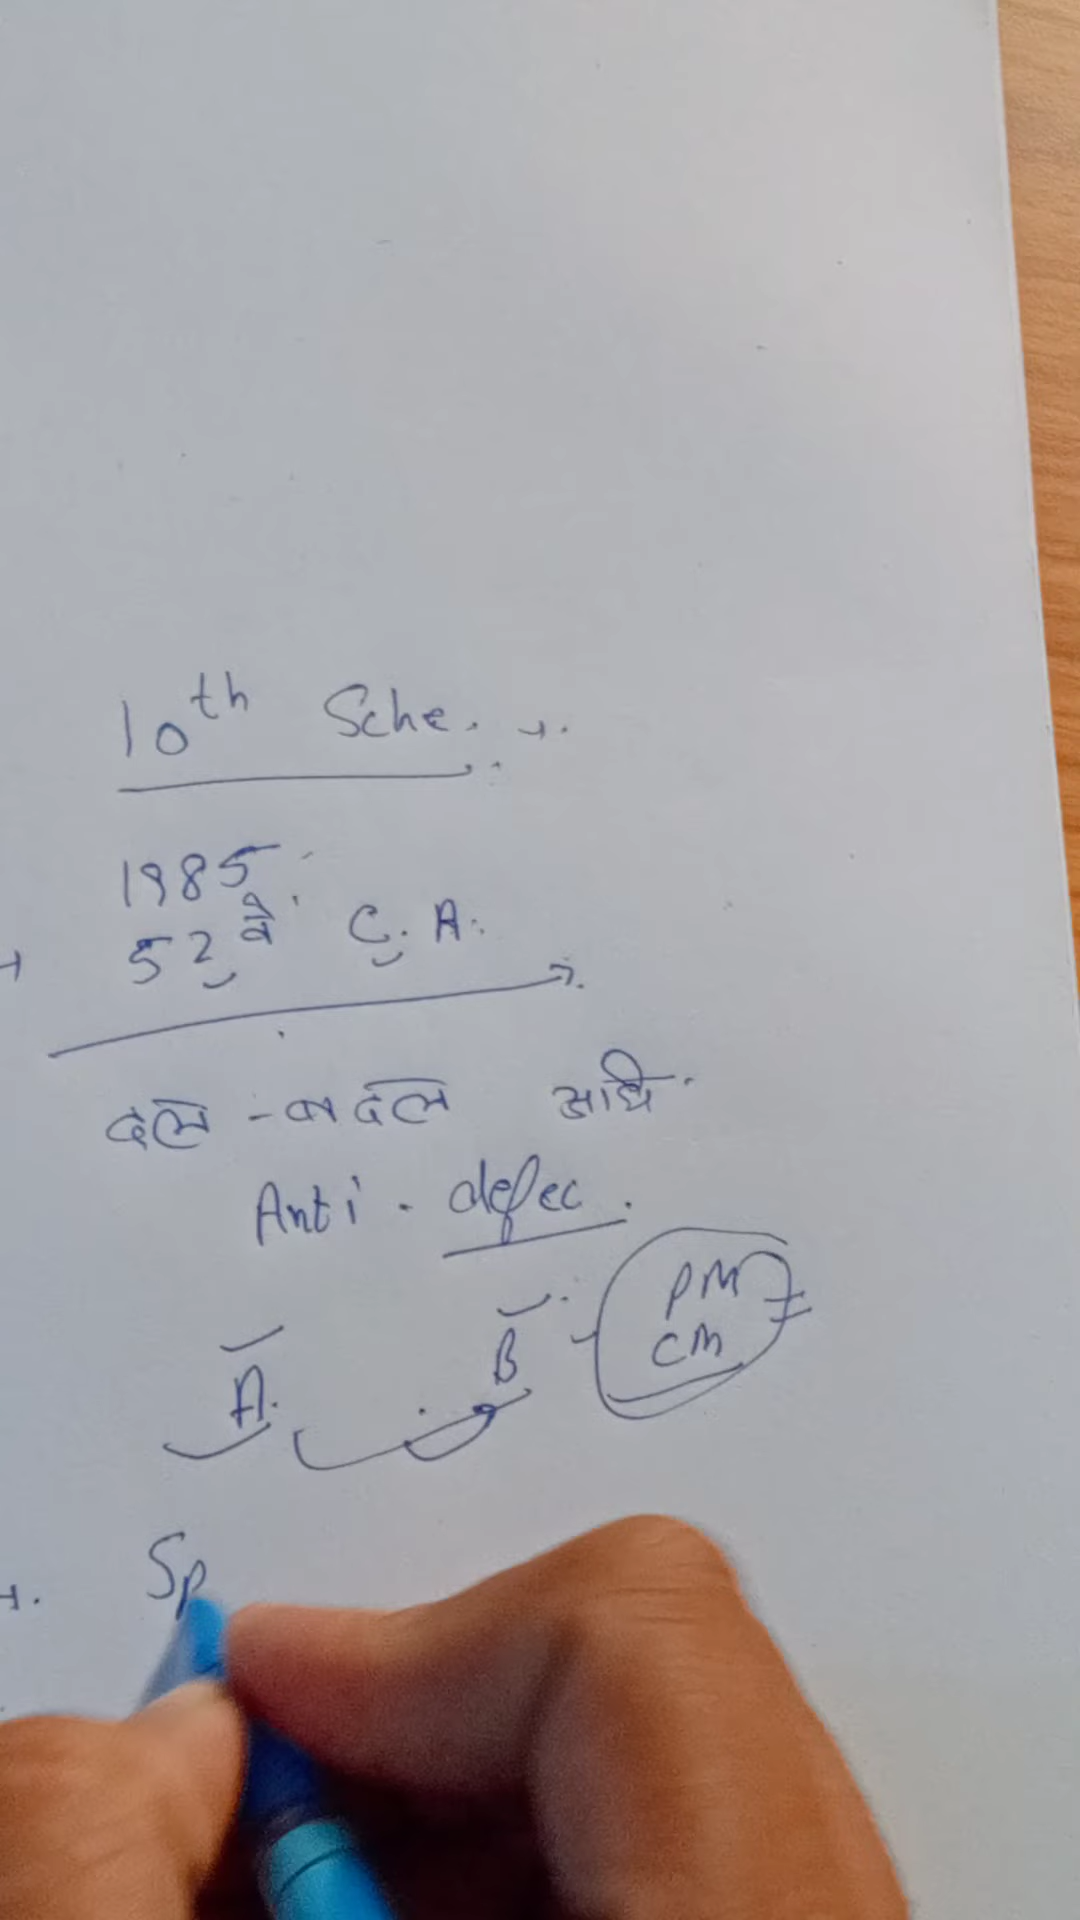 10th Sche.
1985
52वें C.A.
दल-बदल अधि.
Anti-defec.
PM
CM
A. B
Sp